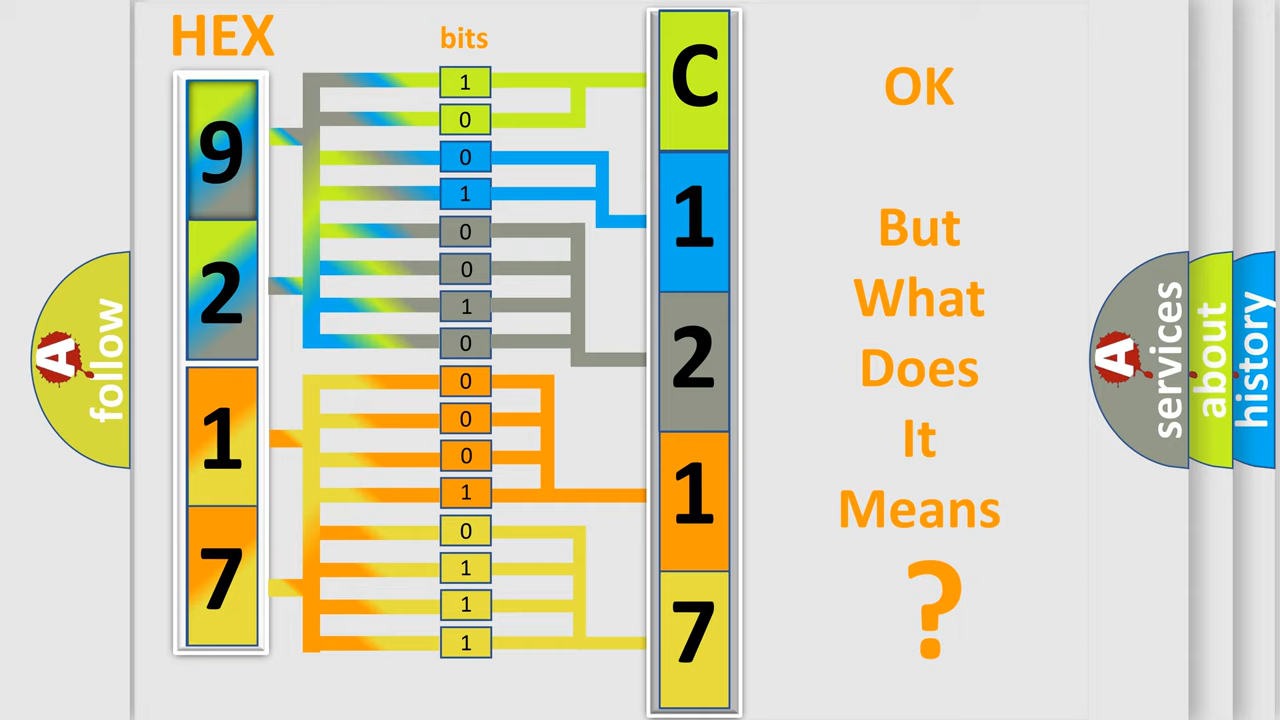 HEX
bits
9
2
1
7
1
0
0
1
0
0
1
0
0
0
0
1
0
1
1
1
C
1
2
1
7
OK
But
What
Does
It
Means
?
A
follow
A
services
about
history